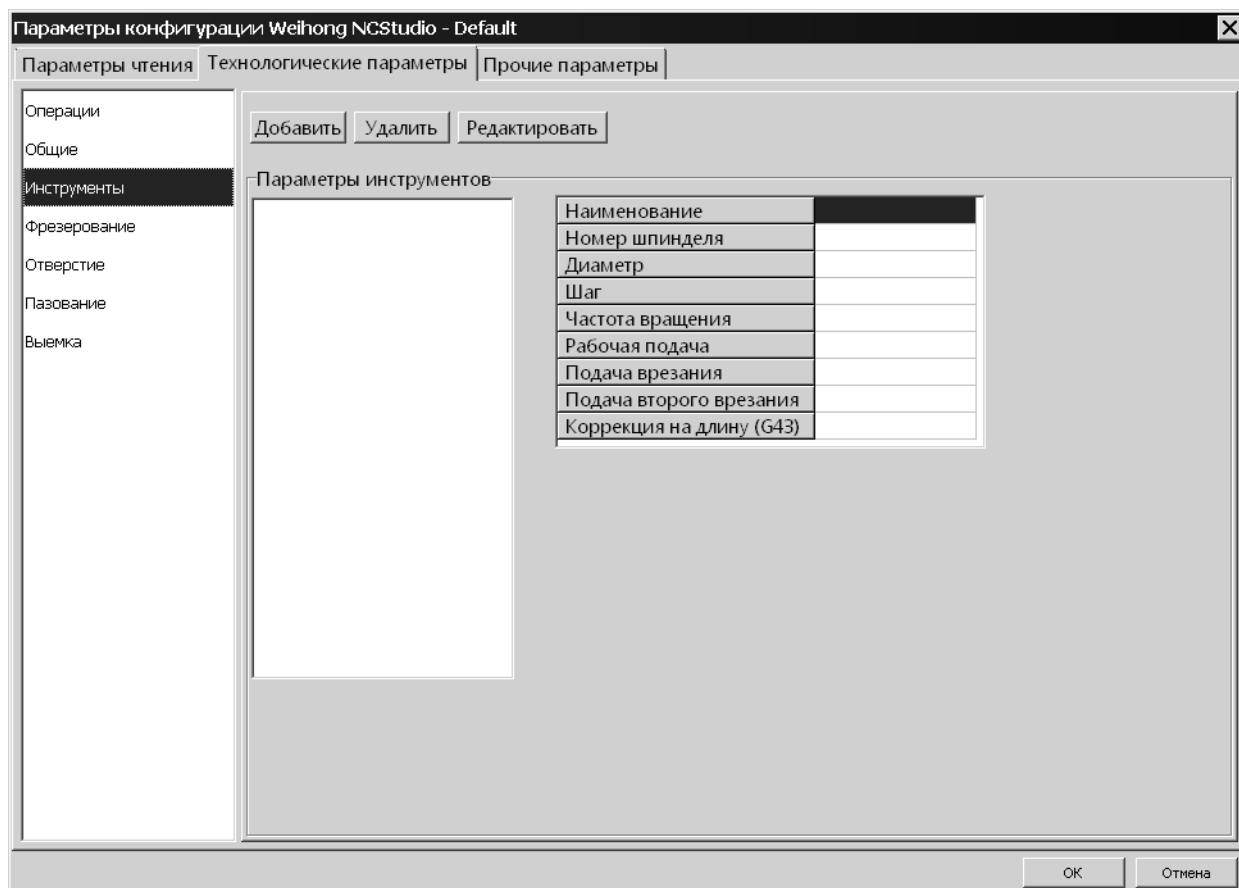 Параметры конфигурации Weihong NCStudio - Default
Параметры чтения Технологические параметры Прочие параметры
Операции
Общие
Инструменты
Фрезерование
Отверстие
Пазование
Выемка
Добавить Удалить Редактировать
Параметры инструментов
Наименование
Номер шпинделя
Диаметр
Шаг
Частота вращения
Рабочая подача
Подача врезания
Подача второго врезания
Коррекция на длину (G43)
ОК Отмена